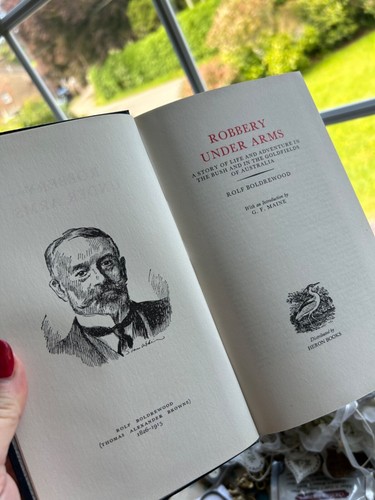 ROLF BOLDREWOOD
(THOMAS ALEXANDER BROWNE)
1826-1915
ROBBERY
UNDER ARMS
A STORY OF LIFE AND ADVENTURE IN
THE BUSH AND IN THE GOLDFIELDS
OF AUSTRALIA
ROLF BOLDREWOOD
With an Introduction by
G. F. MAINE
Distributed by
HERON BOOKS